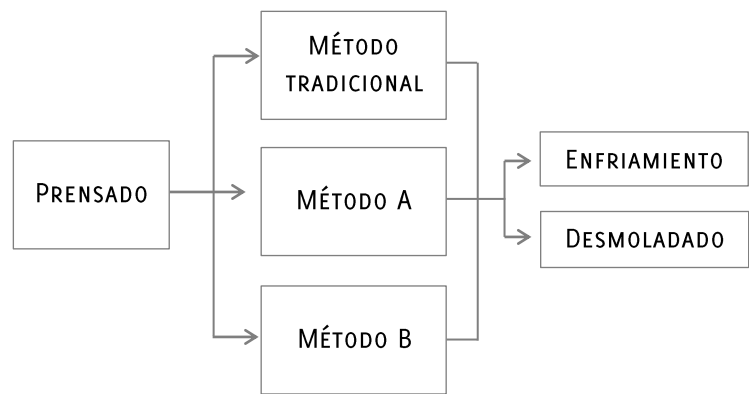 Prensado
Método
tradicional
Método A
Método B
Enfriamiento
Desmoladado